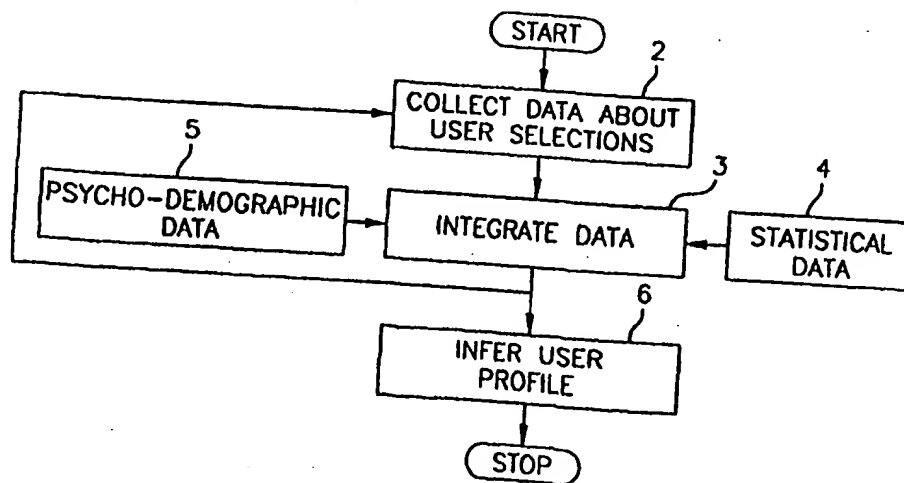 START
2
COLLECT DATA ABOUT
USER SELECTIONS
5
PSYCHO-DEMOGRAPHIC
DATA
3
INTEGRATE DATA
4
STATISTICAL
DATA
6
INFER USER
PROFILE
STOP